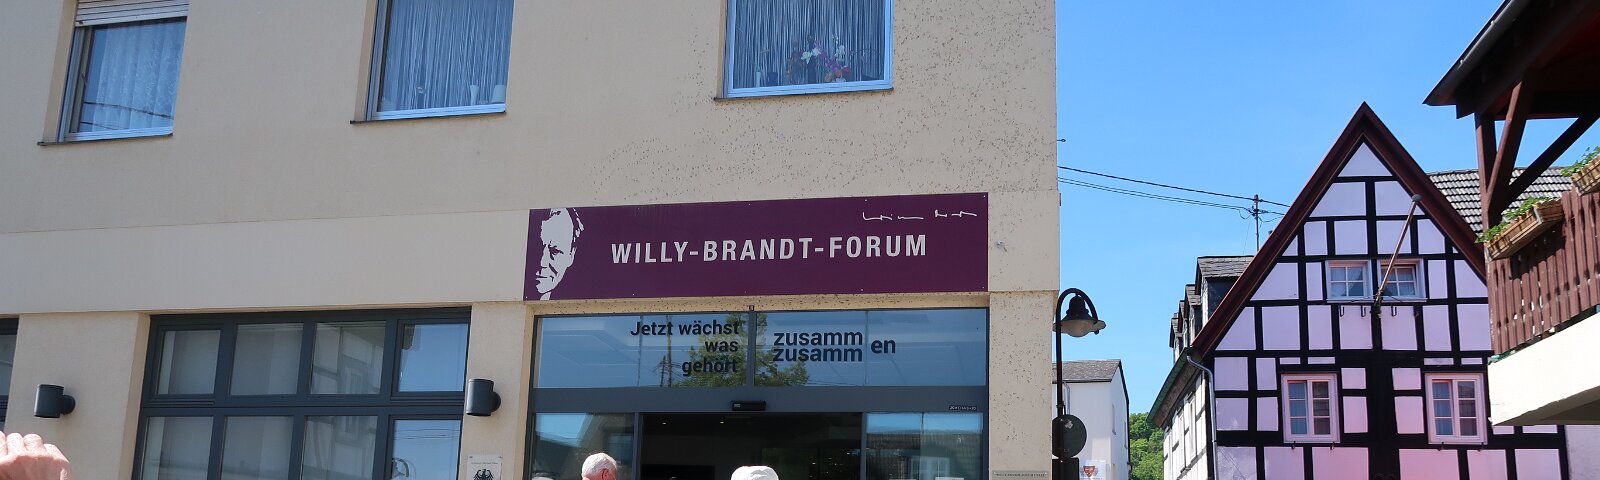 WILLY-BRANDT-FORUM
Jetzt wächst
was
gehört
zusamm
zusamm en